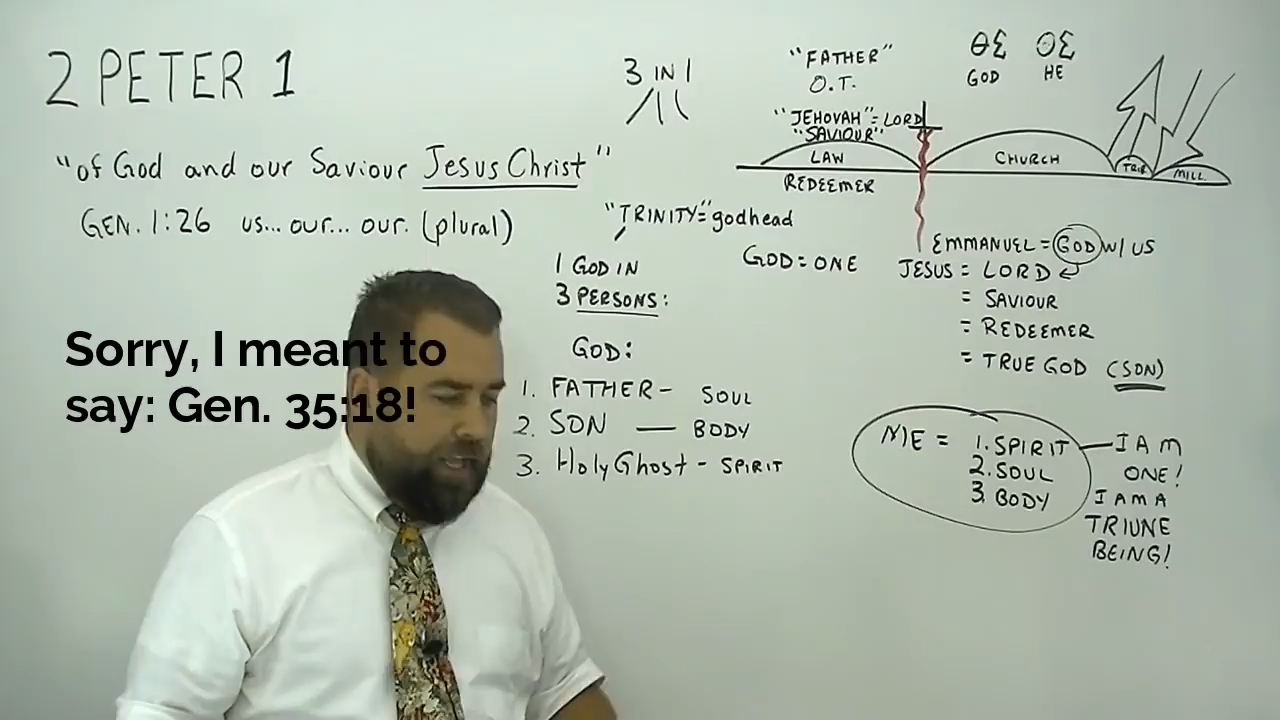 2 PETER 1
"of God and our Saviour Jesus Christ"
GEN. 1:26 us... our... our. (plural)
3 IN 1
"TRINITY"=godhead
1 GOD IN
3 PERSONS:
GOD = ONE
GOD:
1. FATHER - SOUL
2. SON — BODY
3. Holy Ghost - SPIRIT
"FATHER"
O.T.
"JEHOVAH"=LORD
"SAVIOUR"
LAW
REDEEMER
ΘΣ ΟΣ
GOD HE
CHURCH
TRIB
MILL
EMMANUEL = GOD W/ US
JESUS = LORD
= SAVIOUR
= REDEEMER
= TRUE GOD (SON)
ME = 1. SPIRIT
2. SOUL
3. BODY
I AM
ONE!
I AM A
TRIUNE
BEING!
Sorry, I meant to
say: Gen. 35:18!